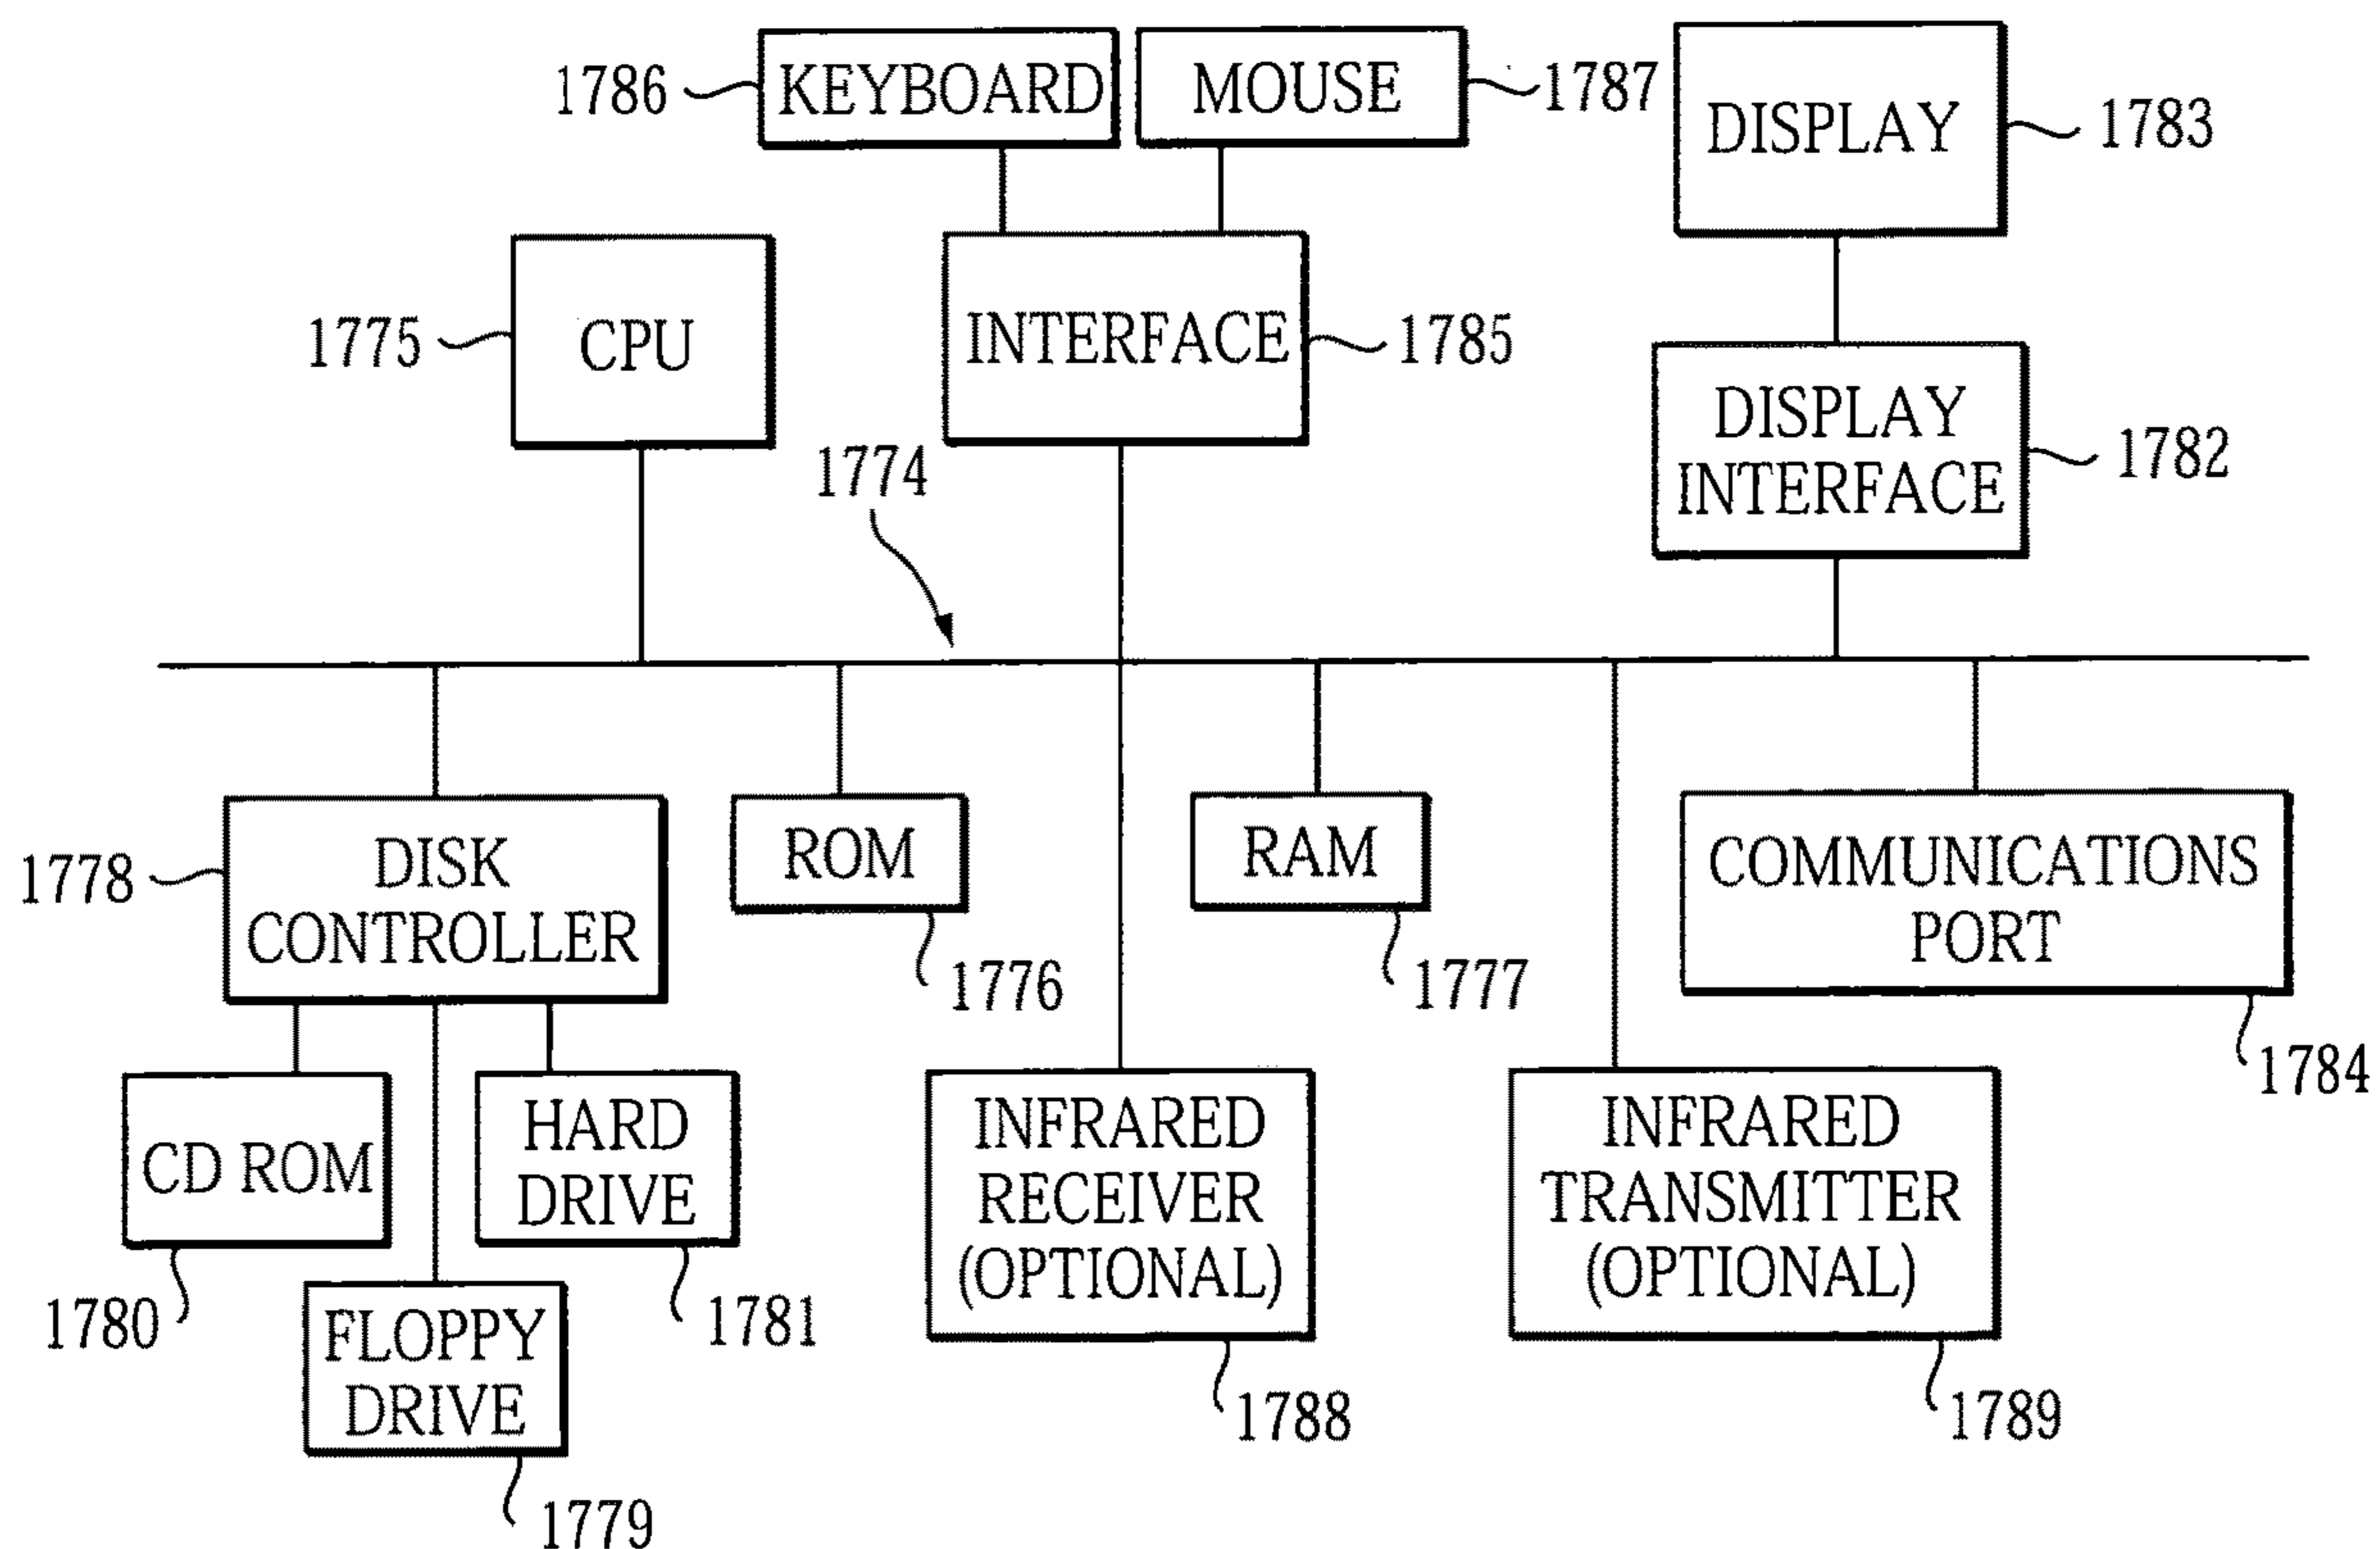 1786
KEYBOARD
MOUSE
1787
DISPLAY
1783
1775
CPU
INTERFACE
1785
DISPLAY
INTERFACE
1782
1774
1778
DISK
CONTROLLER
ROM
1776
RAM
1777
COMMUNICATIONS
PORT
1784
CD ROM
1780
HARD
DRIVE
1781
FLOPPY
DRIVE
1779
INFRARED
RECEIVER
(OPTIONAL)
1788
INFRARED
TRANSMITTER
(OPTIONAL)
1789